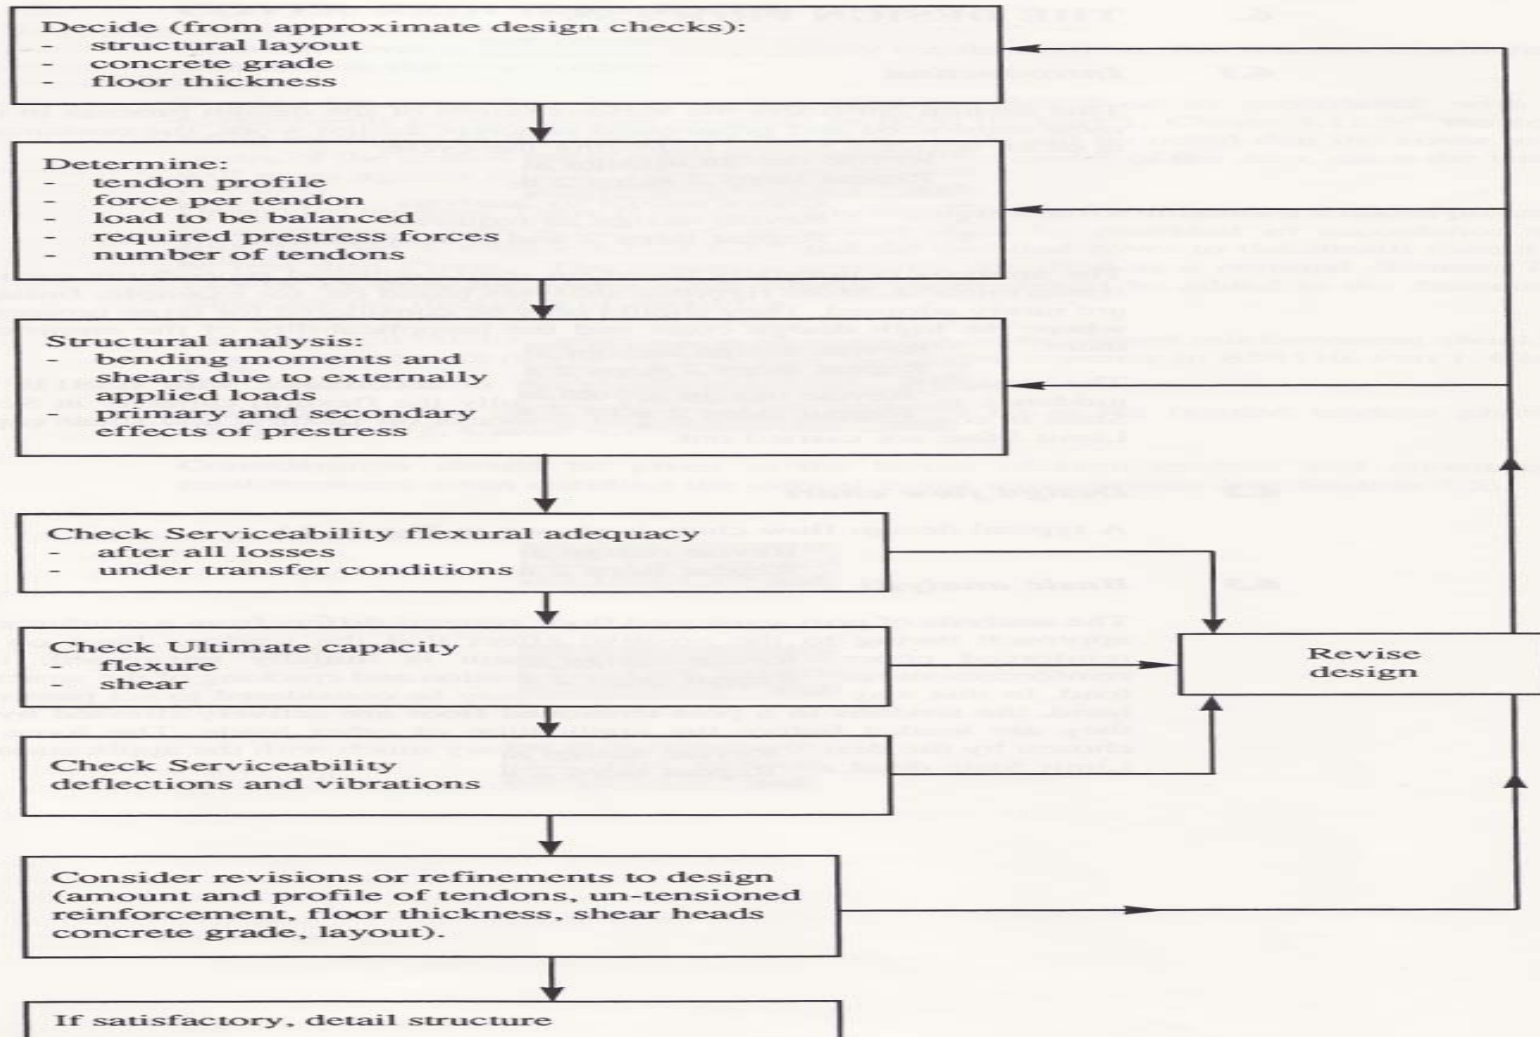 Decide (from approximate design checks):
- structural layout
- concrete grade
- floor thickness
Determine:
- tendon profile
- force per tendon
- load to be balanced
- required prestress forces
- number of tendons
Structural analysis:
- bending moments and
shears due to externally
applied loads
- primary and secondary
effects of prestress
Check Serviceability flexural adequacy
- after all losses
- under transfer conditions
Check Ultimate capacity
- flexure
- shear
Revise
design
Check Serviceability
deflections and vibrations
Consider revisions or refinements to design
(amount and profile of tendons, un-tensioned
reinforcement, floor thickness, shear heads
concrete grade, layout).
If satisfactory, detail structure